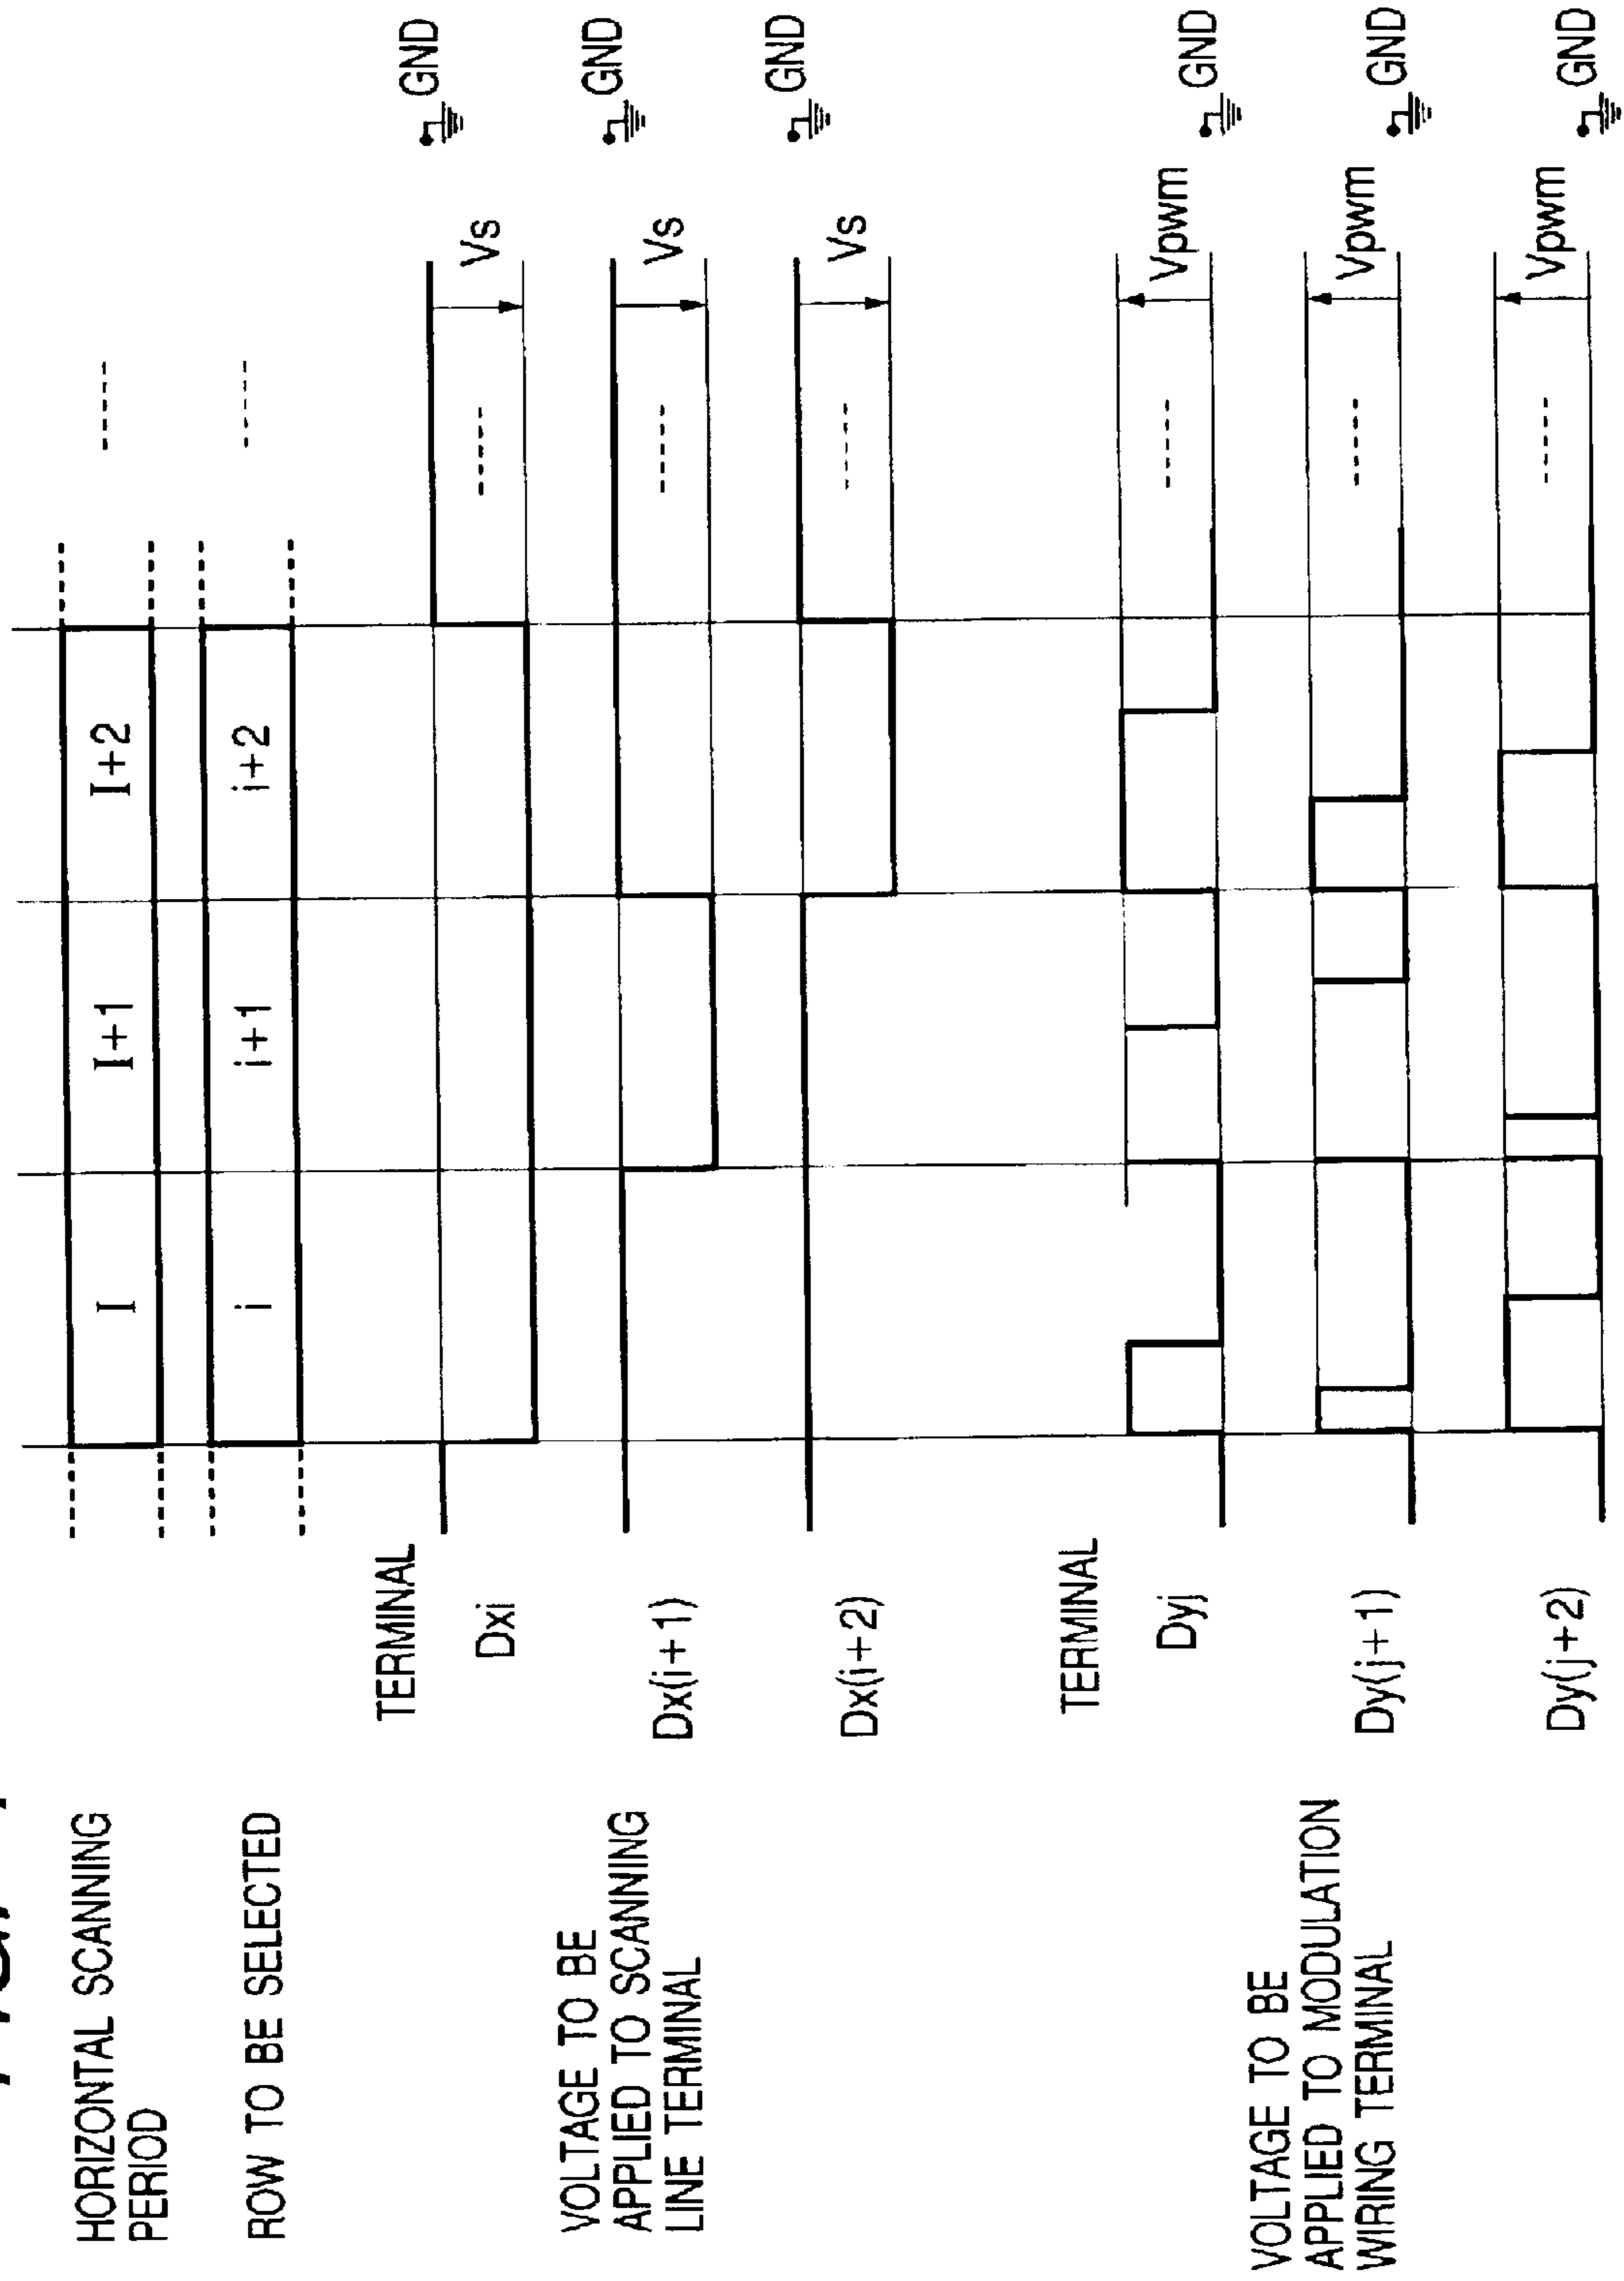 HORIZONTAL SCANNING
PERIOD
I
I+1
I+2
ROW TO BE SELECTED
i
i+1
i+2
VOLTAGE TO BE
APPLIED TO SCANNING
LINE TERMINAL
TERMINAL
Dxi
Vs
GND
Dx(i+1)
Vs
GND
Dx(i+2)
Vs
GND
VOLTAGE TO BE
APPLIED TO MODULATION
WIRING TERMINAL
TERMINAL
Dyj
Vpwm
GND
Dy(j+1)
Vpwm
GND
Dy(j+2)
Vpwm
GND